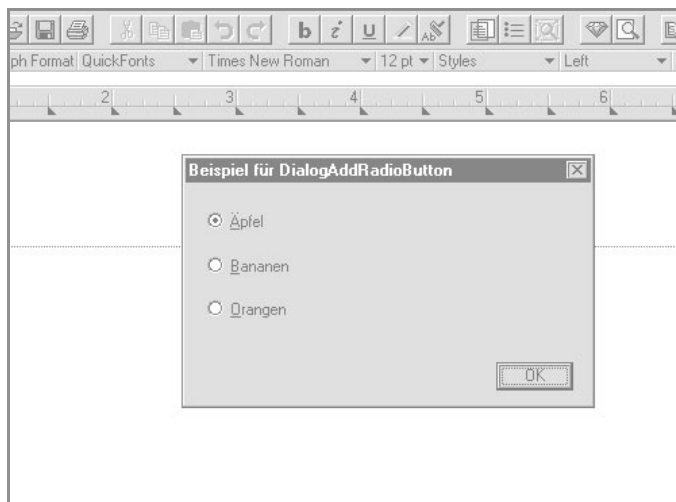 b i U Ab
ph Format QuickFonts Times New Roman 12 pt Styles Left
2 3 4 5 6
Beispiel für DialogAddRadioButton
Äpfel
Bananen
Orangen
OK